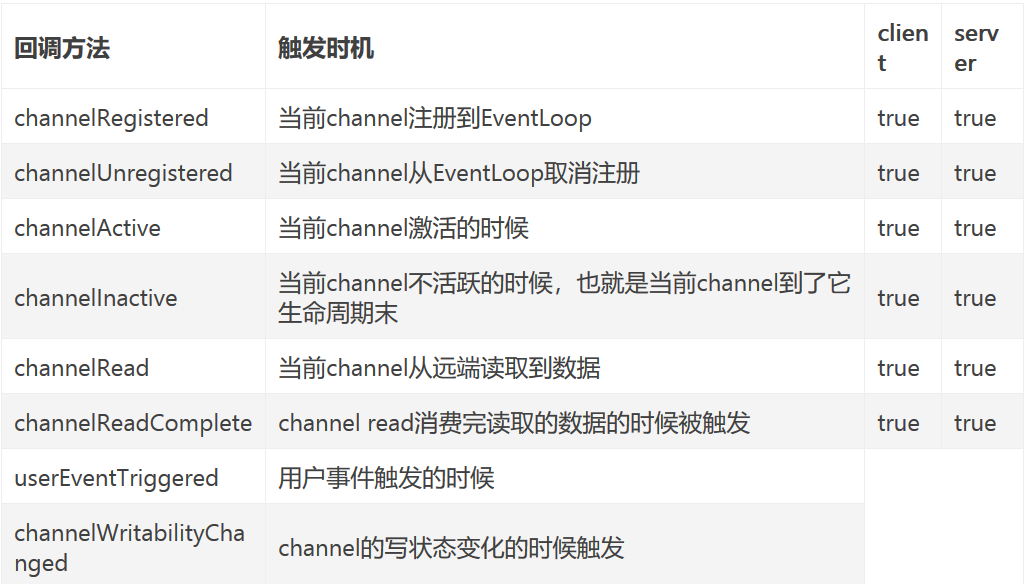 回调方法 触发时机 clien serv
t er
channelRegistered 当前channel注册到EventLoop true true
channelUnregistered 当前channel从EventLoop取消注册 true true
channelActive 当前channel激活的时候 true true
channelInactive 当前channel不活跃的时候，也就是当前channel到了它 true true
生命周期末
channelRead 当前channel从远端读取到数据 true true
channelReadComplete channel read消费完读取的数据的时候被触发 true true
userEventTriggered 用户事件触发的时候
channelWritabilityCha channel的写状态变化的时候触发
nged